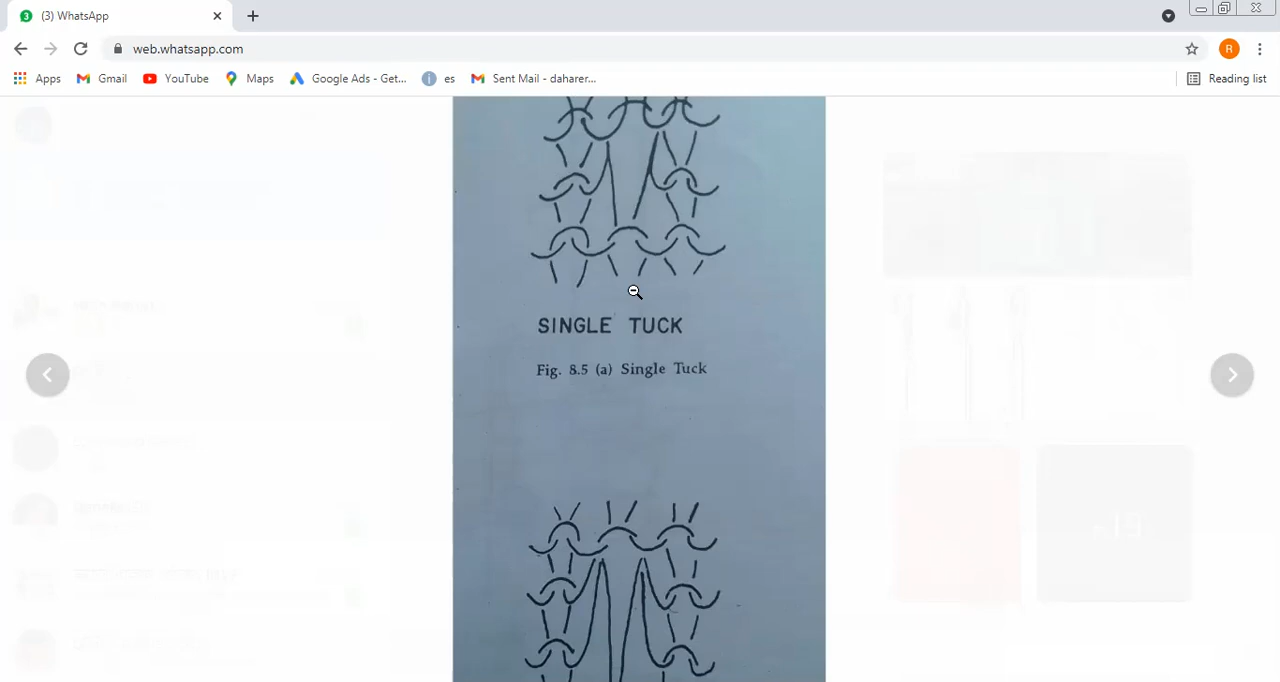 (3) WhatsApp
web.whatsapp.com
R
Apps
Gmail
YouTube
Maps
Google Ads - Get...
es
Sent Mail - daharer...
Reading list
SINGLE TUCK
Fig. 8.5 (a) Single Tuck